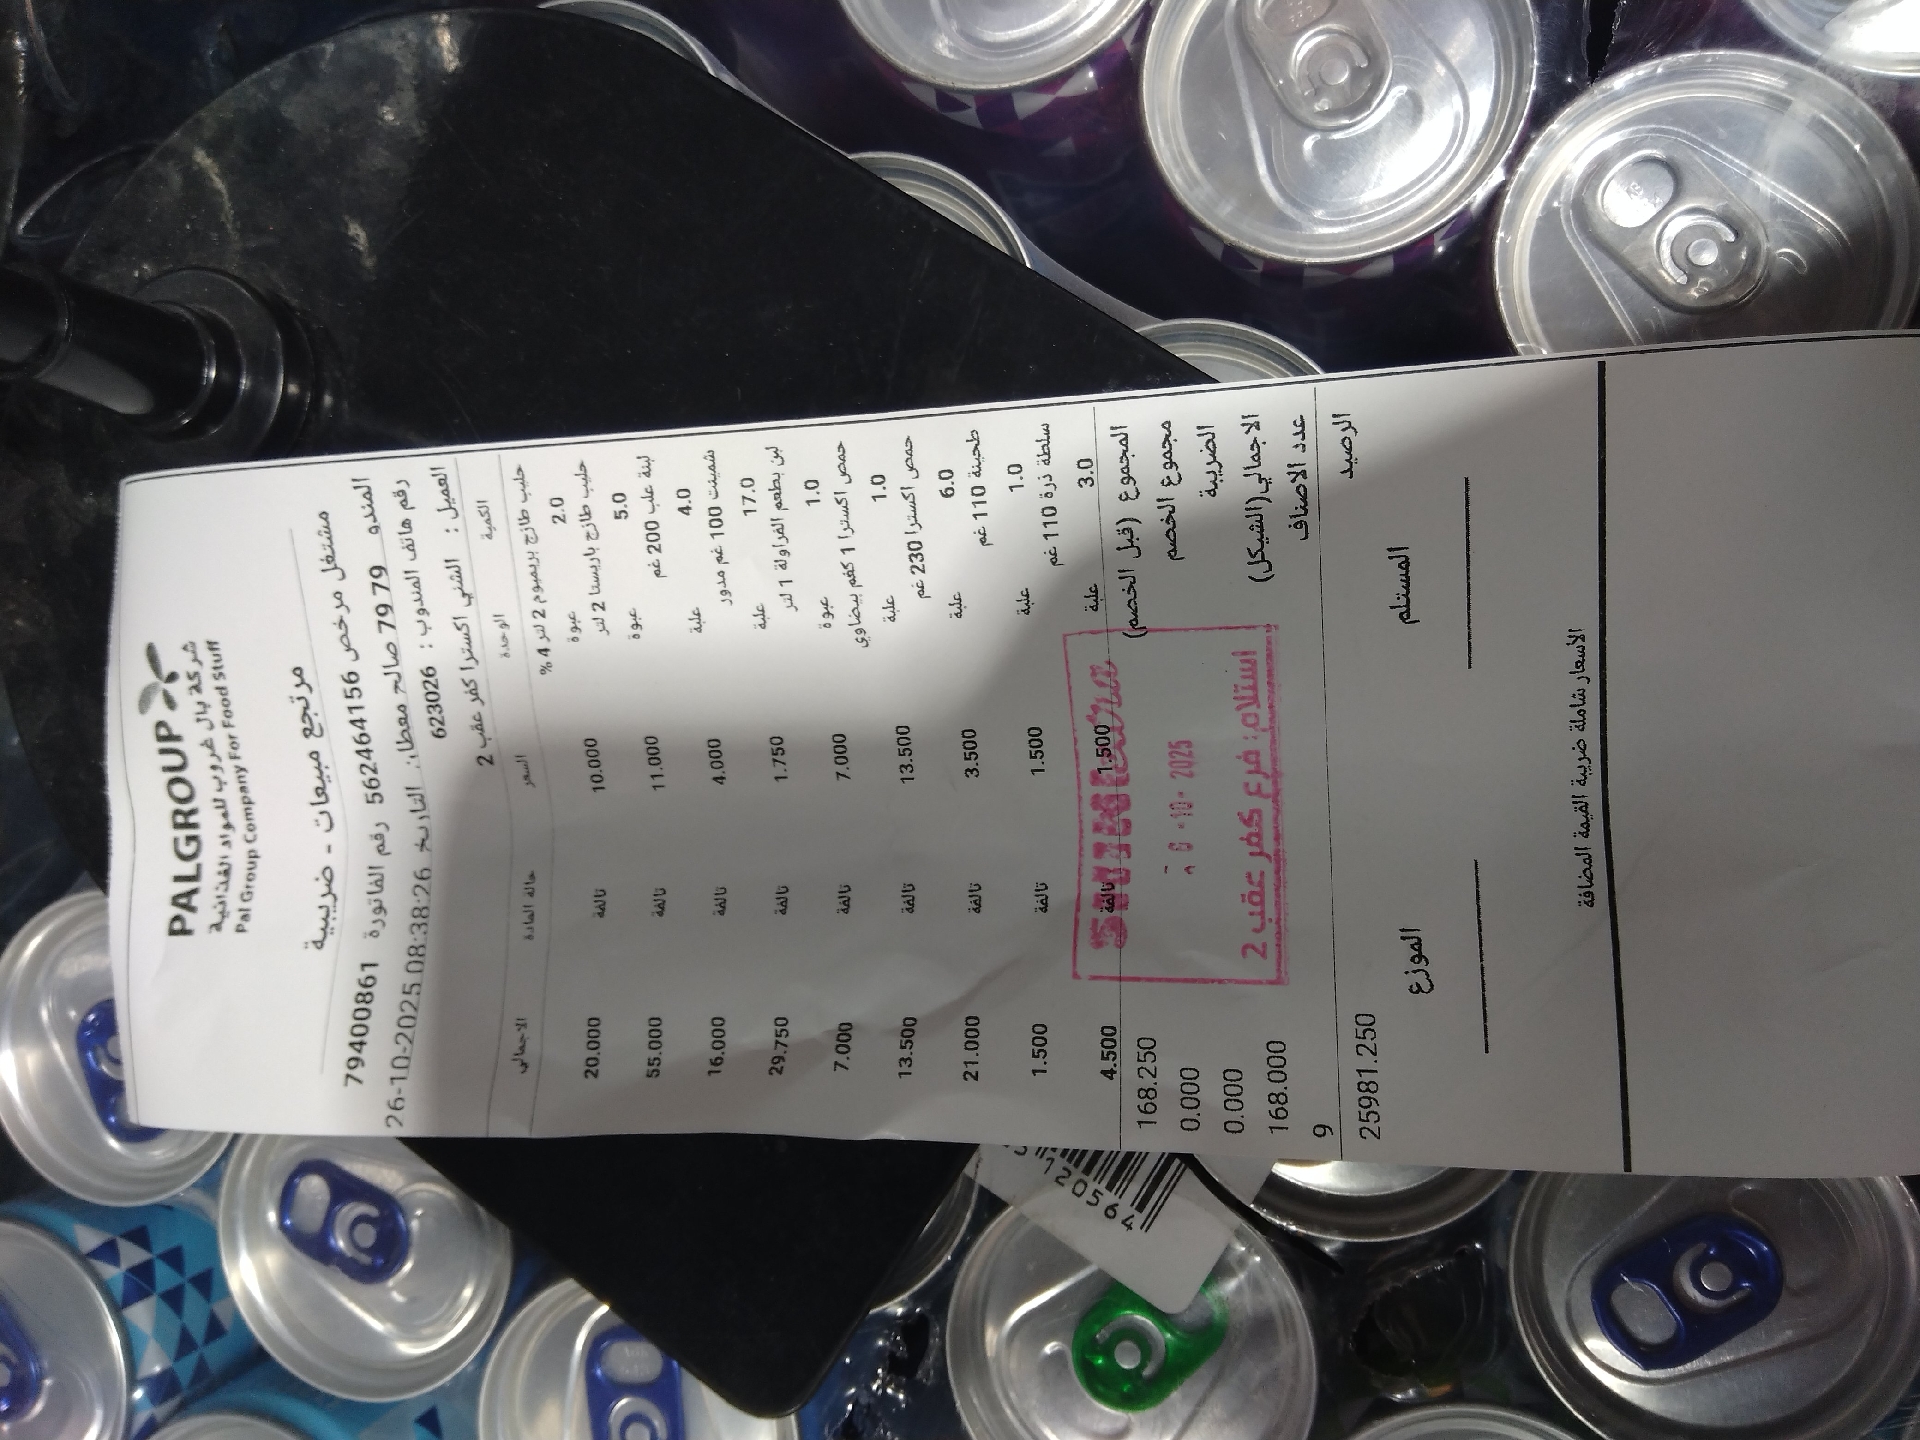 PALGROUP
شركة بال غروب للمواد الغذائية
Pal Group Company For Food Stuff
مرتجع مبيعات - ضريبية
مشتغل مرخص 562464156 رقم الفاتورة 79400861
المندو 7979 صالح معطان التاريخ 26-10-2025 08:38:26
رقم هاتف المندوب : 623026
العميل : الشني اكسترا كفر عقب 2
الكمية الوحدة السعر حالة المادة الاجمالي
حليب طازج بريميوم 2 لتر 4%
2.0 عبوة 10.000 تالفة 20.000
حليب طازج باريستا 2 لتر
5.0 عبوة 11.000 تالفة 55.000
لبنة علب 200 غم
4.0 علبة 4.000 تالفة 16.000
شمينت 100 غم مدور
17.0 علبة 1.750 تالفة 29.750
لبن بطعم الفراولة 1 لتر
1.0 عبوة 7.000 تالفة 7.000
حمص اكسترا 1 كغم بيضاوي
1.0 علبة 13.500 تالفة 13.500
حمص اكسترا 230 غم
6.0 علبة 3.500 تالفة 21.000
طحينة 110 غم
1.0 علبة 1.500 تالفة 1.500
سلطة ذرة 110 غم
3.0 علبة 1.500 تالفة 4.500
المجموع (قبل الخصم) 168.250
مجموع الخصم 0.000
الضريبة 0.000
الاجمالي(الشيكل) 168.000
عدد الاصناف 9
10. 2025
استلام: فرع كفر عقب 2
الرصيد 25981.250
المستلم الموزع
الاسعار شاملة ضريبة القيمة المضافة